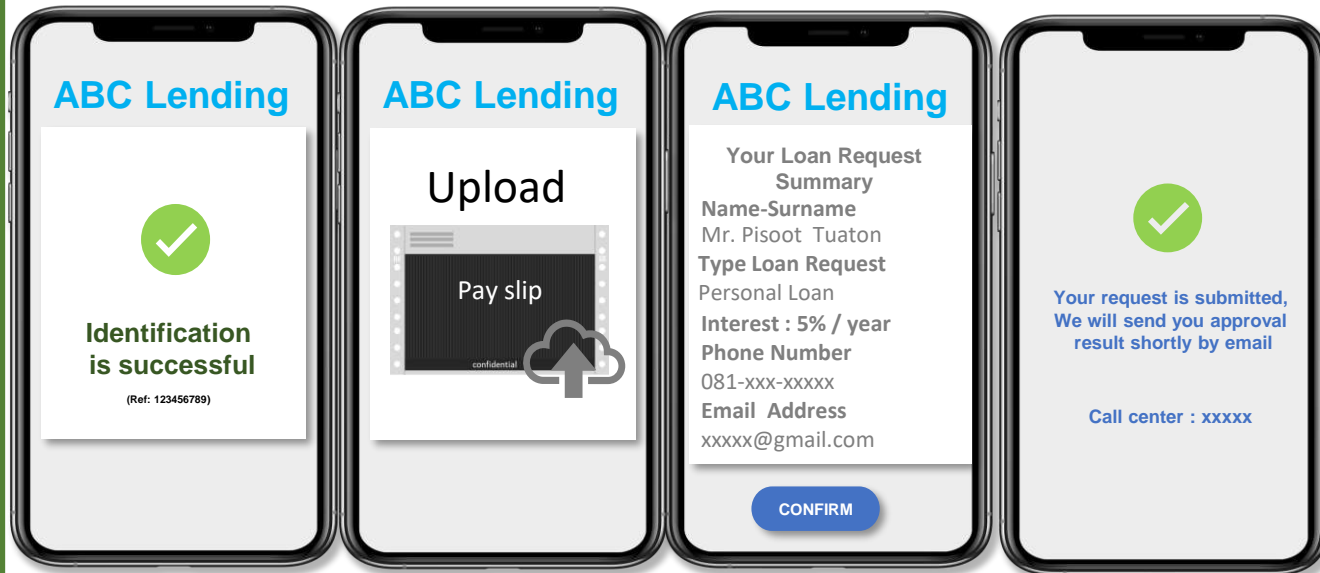 ABC Lending
Identification
is successful
(Ref: 123456789)
ABC Lending
Upload
Pay slip
confidential
ABC Lending
Your Loan Request
Summary
Name-Surname
Mr. Pisoot Tuaton
Type Loan Request
Personal Loan
Interest : 5% / year
Phone Number
081-xxx-xxxxx
Email Address
xxxxx@gmail.com
CONFIRM
Your request is submitted,
We will send you approval
result shortly by email
Call center : xxxxx